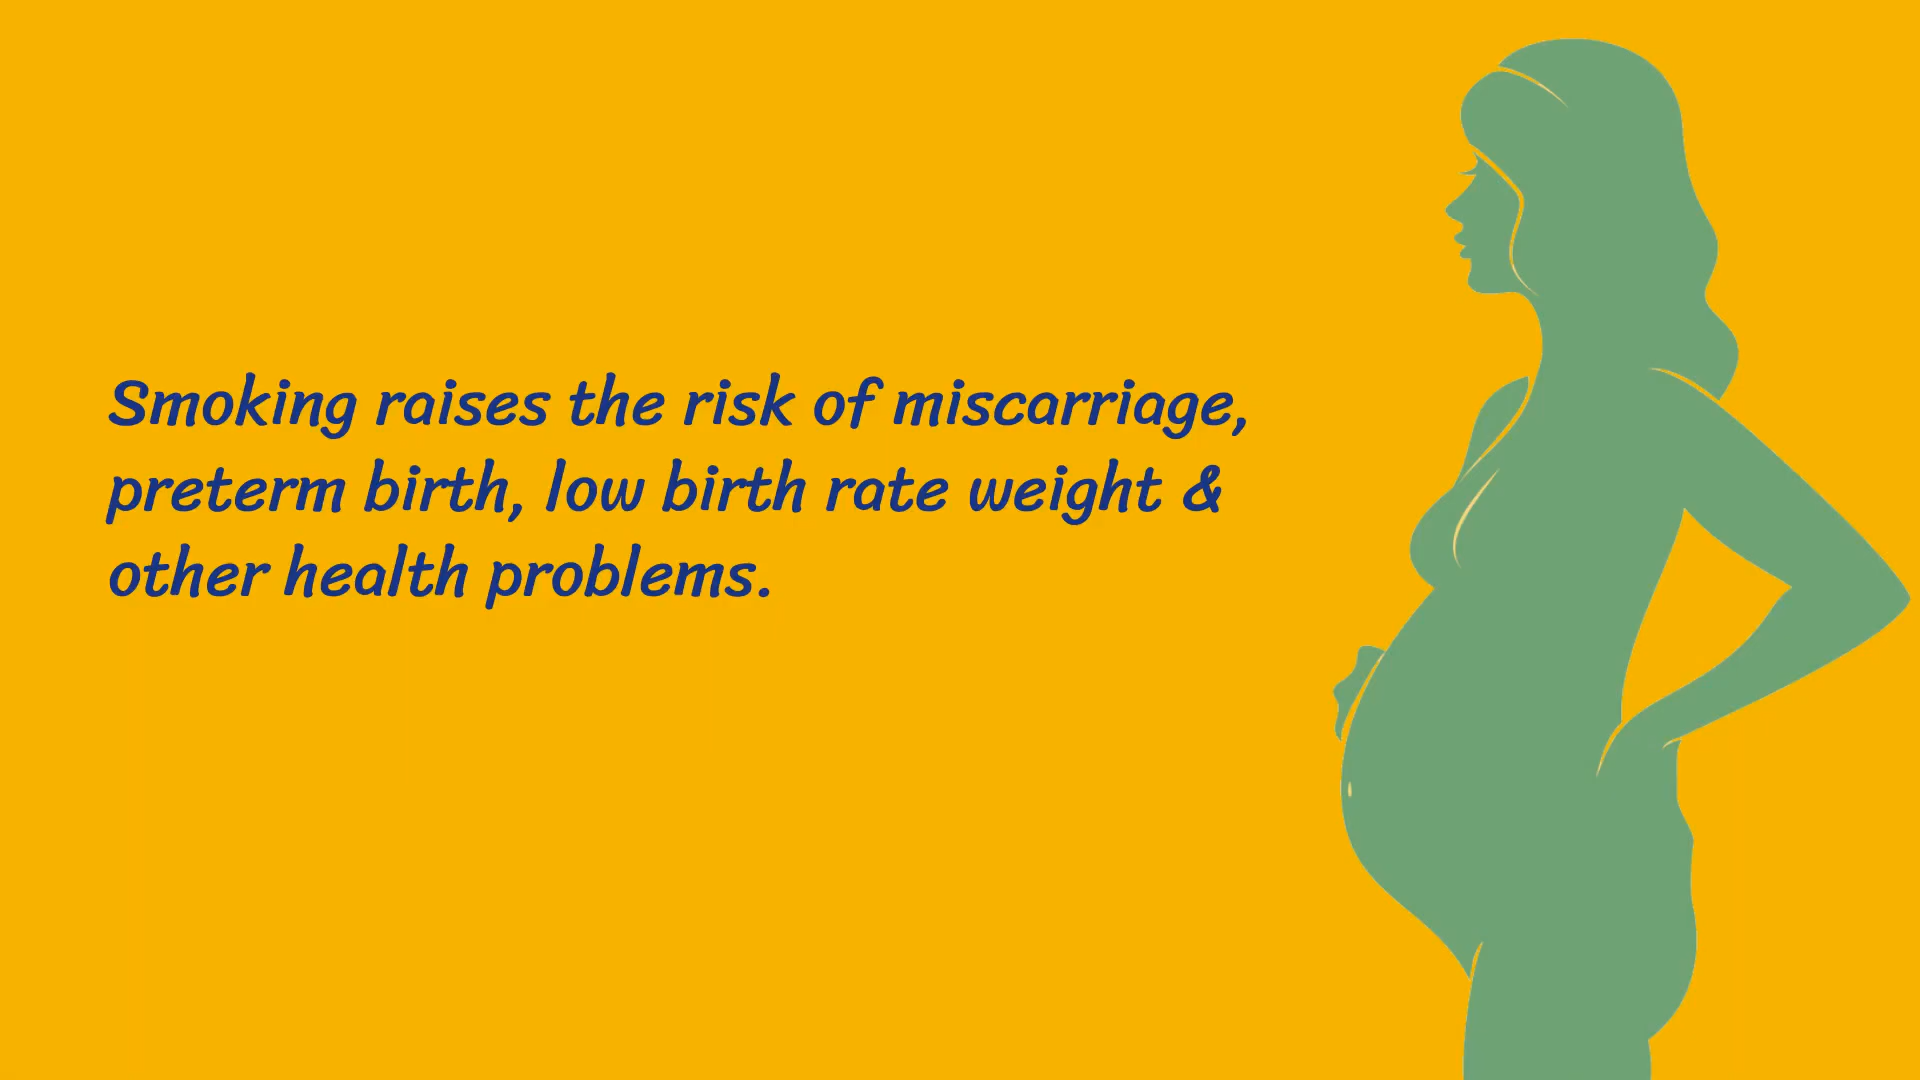 Smoking raises the risk of miscarriage,
preterm birth, low birth rate weight &
other health problems.